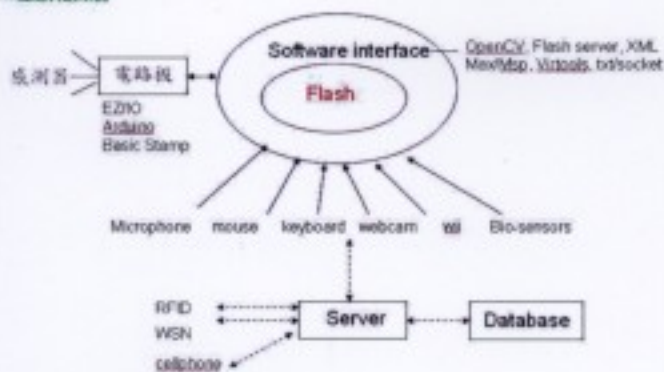 Software interface
OpenCV, Flash server, XML
Max/Msp, Virtools, txt/socket
感測器
電路板
Flash
EZIO
Arduino
Basic Stamp
Microphone mouse keyboard webcam wii Bio-sensors
RFID
WSN
cellphone
Server
Database